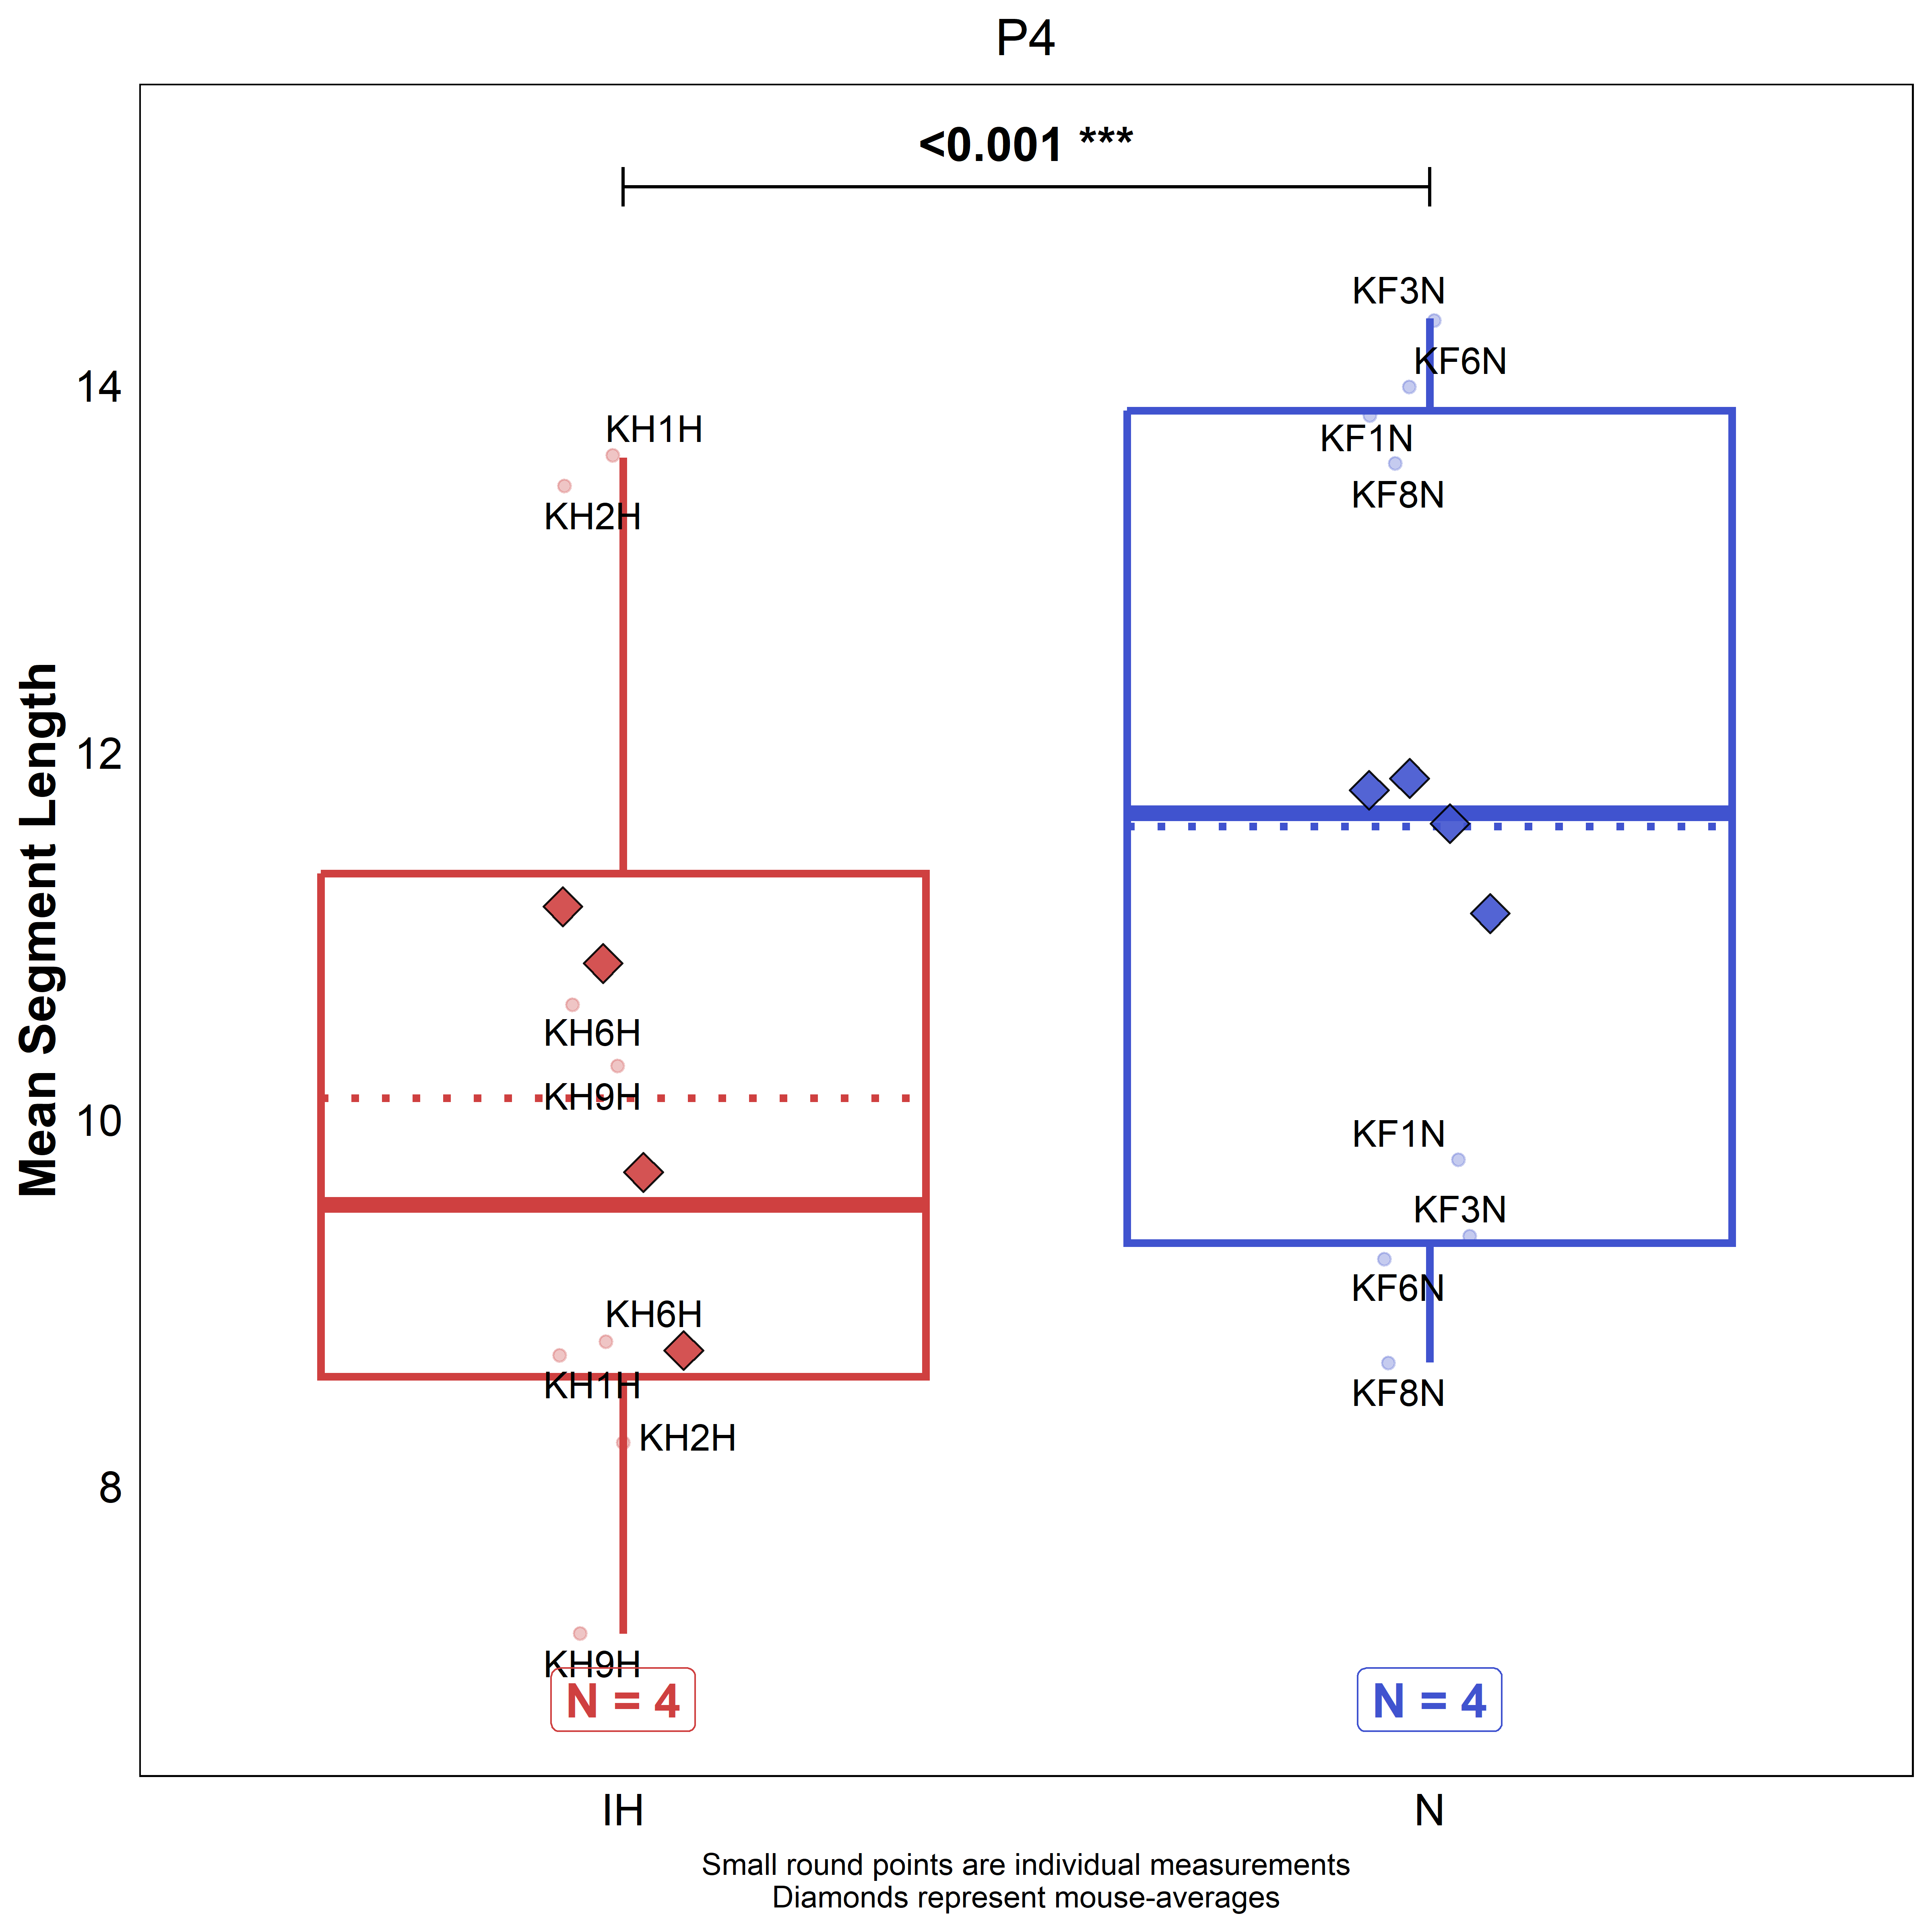 P4
<0.001 ***
KF3N
KF6N
14
KH1H
KF1N
KF8N
KH2H
12
Mean Segment Length
KH6H
KH9H
10
KF1N
KF3N
KF6N
KH6H
KH1H
KF8N
KH2H
8
KH9H
N = 4
N = 4
IH
N
Small round points are individual measurements
Diamonds represent mouse-averages